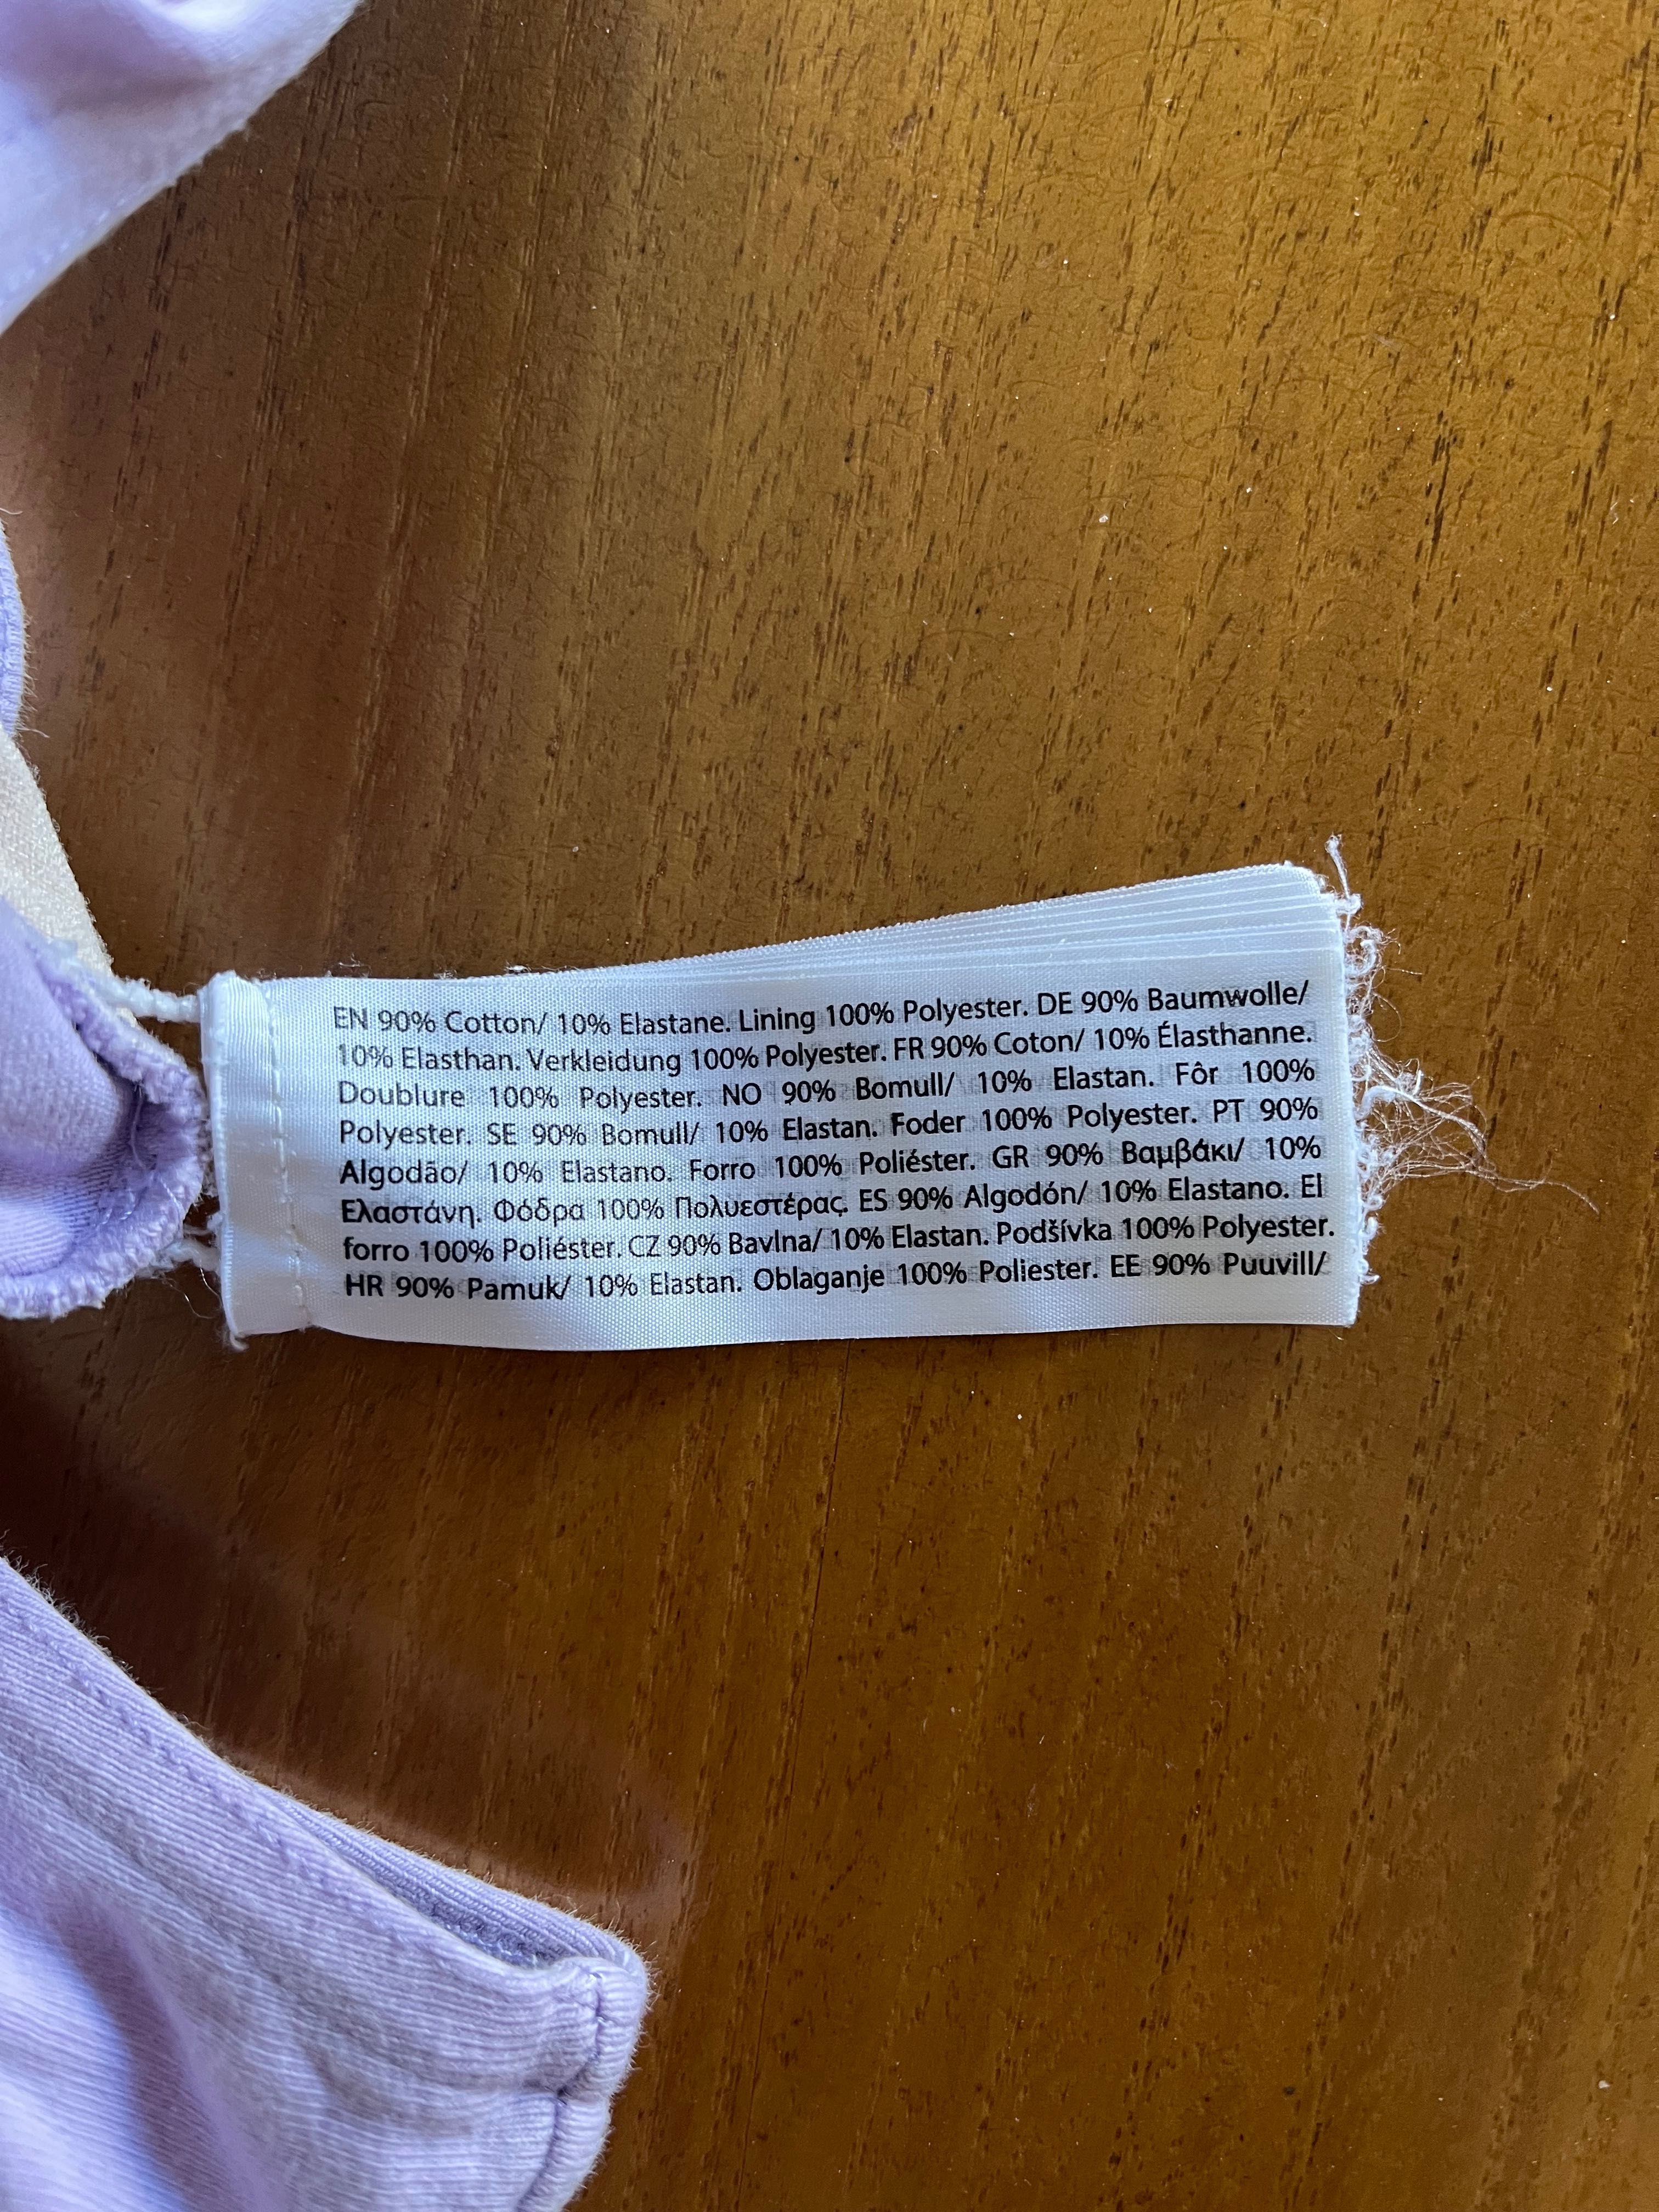 EN 90% Cotton/ 10% Elastane. Lining 100% Polyester. DE 90% Baumwolle/
10% Elasthan. Verkleidung 100% Polyester. FR 90% Coton/ 10% Élasthanne.
Doublure 100% Polyester. NO 90% Bomull/ 10% Elastan. Fôr 100%
Polyester. SE 90% Bomull/ 10% Elastan. Foder 100% Polyester. PT 90%
Algodão/ 10% Elastano. Forro 100% Poliéster. GR 90% Βαμβάκι/ 10%
Ελαστάνη. Φόδρα 100% Πολυεστέρας. ES 90% Algodón/ 10% Elastano. El
forro 100% Poliéster. CZ 90% Bavlna/ 10% Elastan. Podšívka 100% Polyester.
HR 90% Pamuk/ 10% Elastan. Oblaganje 100% Poliester. EE 90% Puuvill/